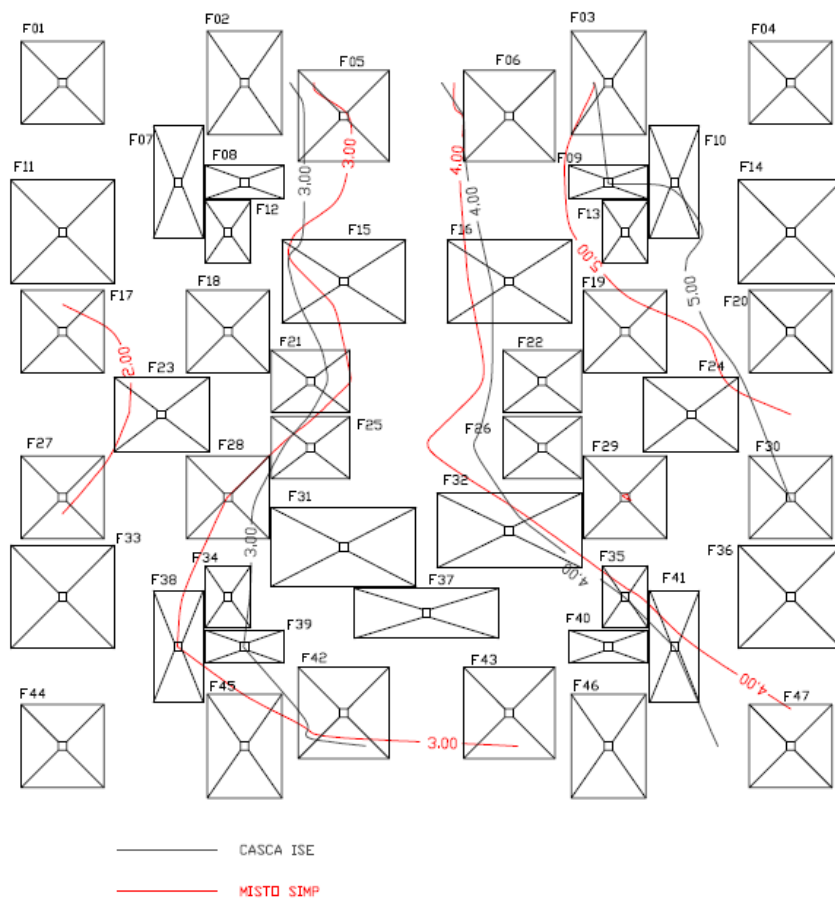 F01
F02
F03
F04
F05
F06
F07
F08
F09
F10
F11
F12
F13
F14
3.00
3.00
4.00
4.00
F15
F16
5.00
5.00
F17
F18
F19
F20
2.00
F21
F22
F23
F24
F25
F26
F27
F28
F29
F30
F31
F32
3.00
F33
F34
F35
F36
4.00
F37
F38
F39
F40
F41
F42
F43
4.00
F44
F45
F46
F47
3.00
CASCA ISE
MISTO SIMP